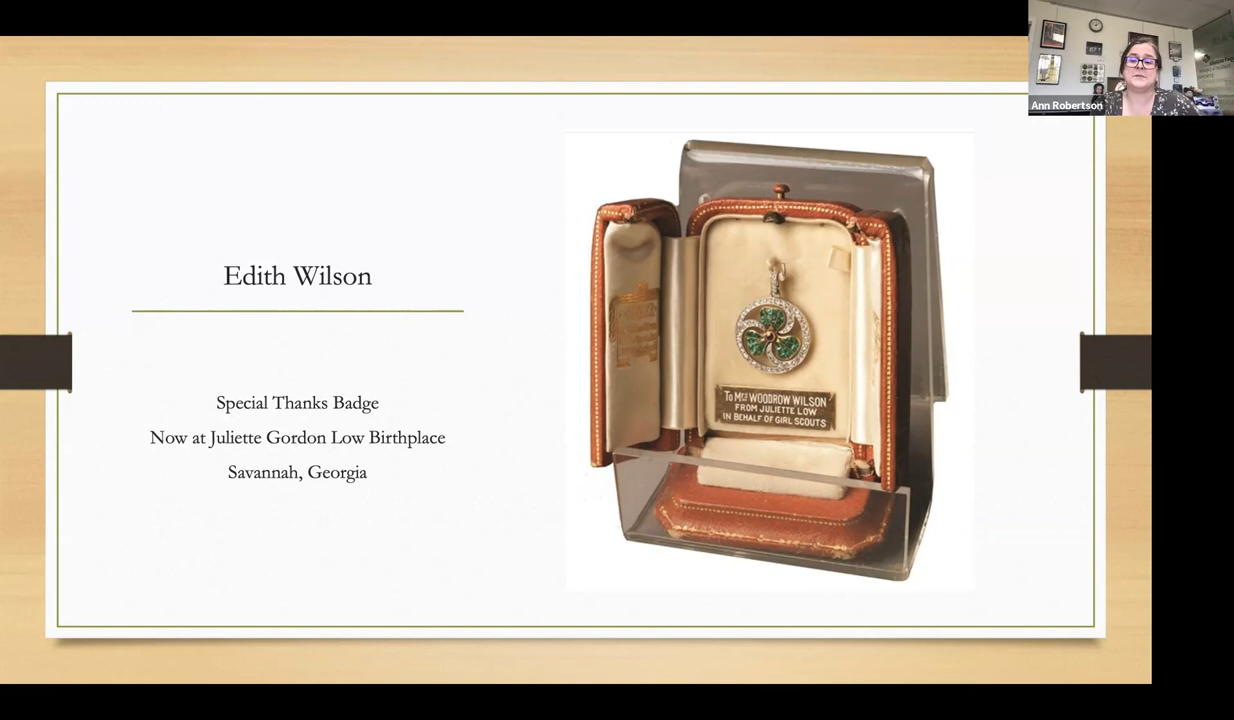 Edith Wilson
Special Thanks Badge
Now at Juliette Gordon Low Birthplace
Savannah, Georgia
TO MRS WOODROW WILSON
FROM JULIETTE LOW
IN BEHALF OF GIRL SCOUTS
Ann Robertson